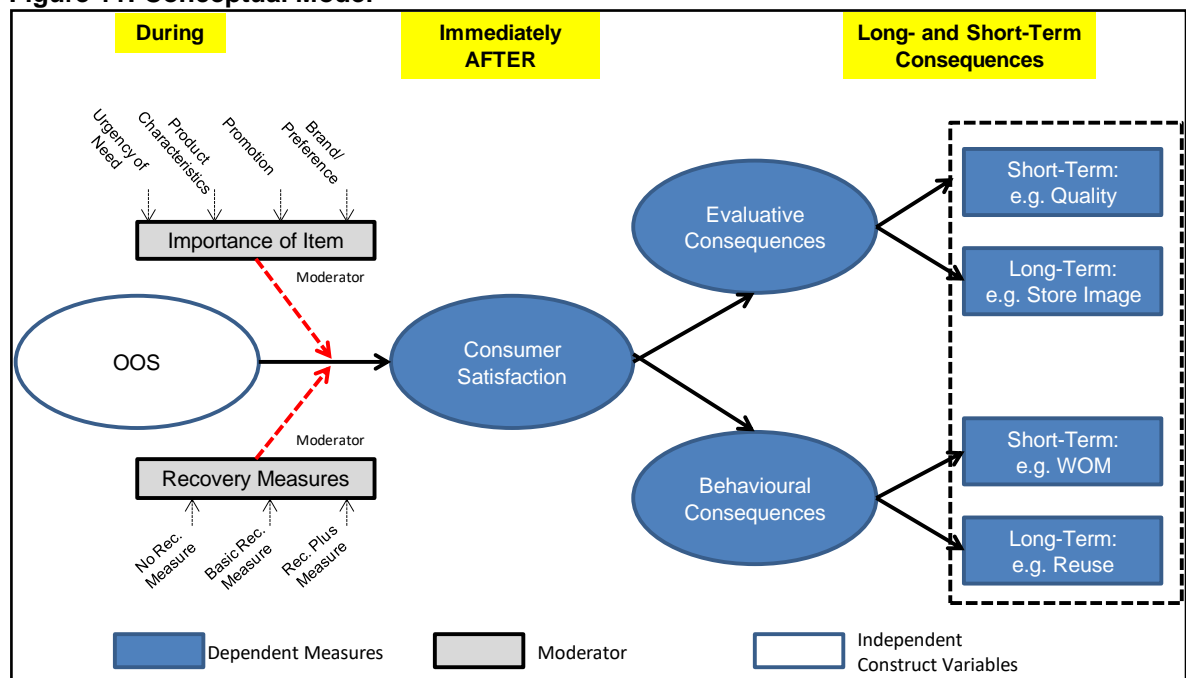 Figure Conceptual Model
During
Immediately
AFTER
Long- and Short-Term
Consequences
Urgency of
Need
Product
Characteristics
Promotion
Brand/
Preference
Importance of Item
Moderator
OOS
Consumer
Satisfaction
Moderator
Recovery Measures
No Rec.
Measure
Basic Rec.
Measure
Rec. Plus
Measure
Evaluative
Consequences
Behavioural
Consequences
Short-Term:
e.g. Quality
Long-Term:
e.g. Store Image
Short-Term:
e.g. WOM
Long-Term:
e.g. Reuse
Dependent Measures
Moderator
Independent
Construct Variables